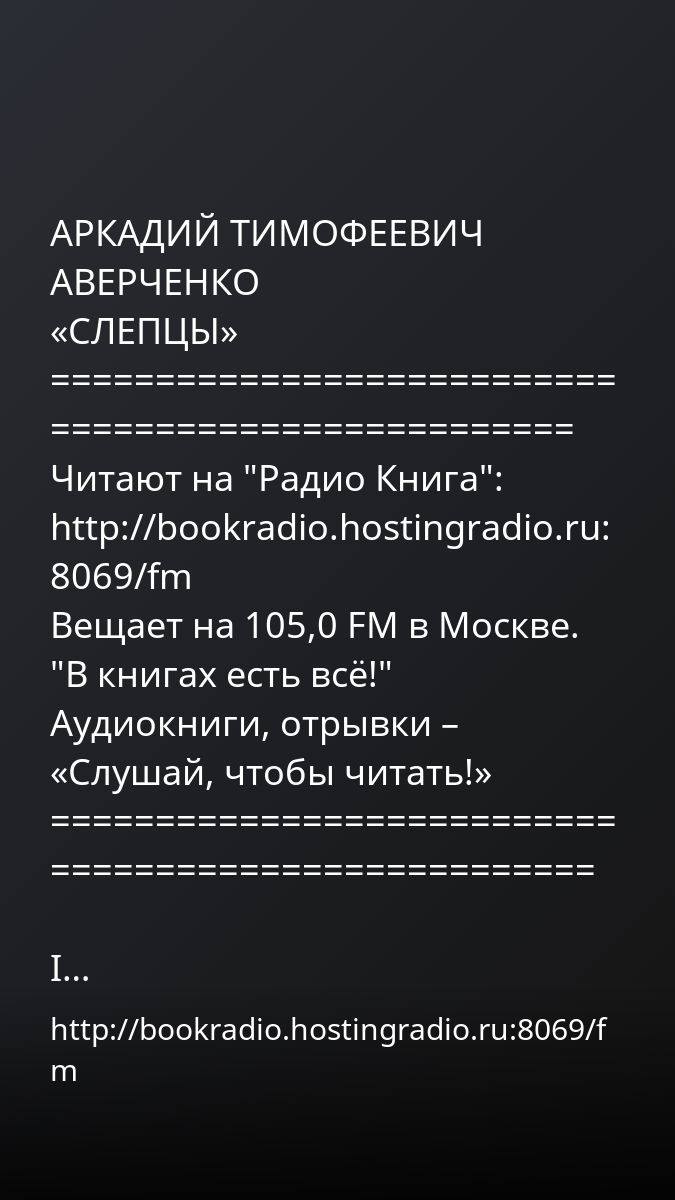 АРКАДИЙ ТИМОФЕЕВИЧ
АВЕРЧЕНКО
«СЛЕПЦЫ»
===========================
=========================
Читают на "Радио Книга":
http://bookradio.hostingradio.ru:
8069/fm
Вещает на 105,0 FM в Москве.
"В книгах есть всё!"
Аудиокниги, отрывки –
«Слушай, чтобы читать!»
===========================
==========================
I...
http://bookradio.hostingradio.ru:8069/f
m